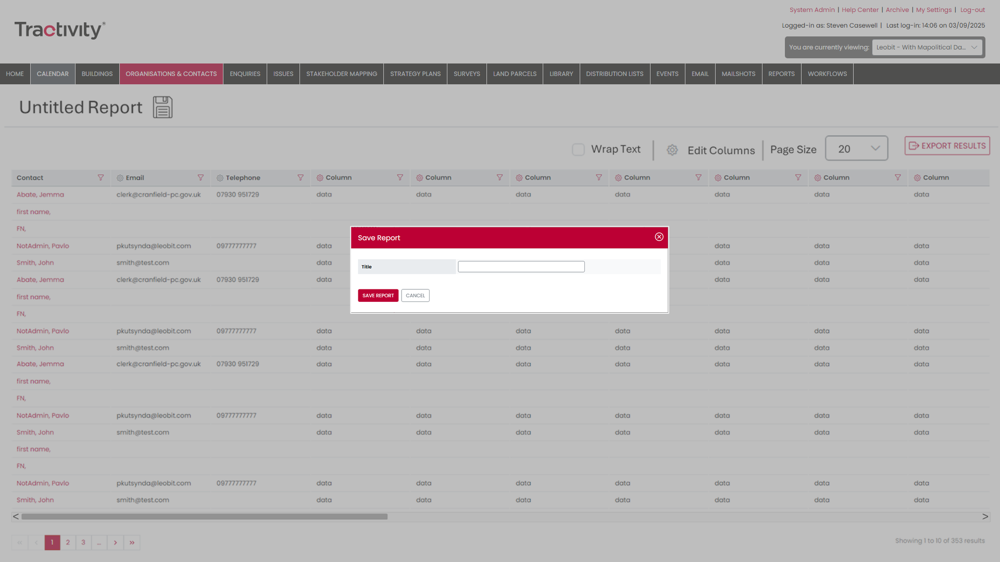 System Admin | Help Center | Archive | My Settings | Log-out
Tractivity®
Logged-in as: Steven Casewell | Last log-in: 14:06 on 03/09/2025
You are currently viewing: Leobit - With Mapolitical Da...
HOME CALENDAR BUILDINGS ORGANISATIONS & CONTACTS ENQUIRIES ISSUES STAKEHOLDER MAPPING STRATEGY PLANS SURVEYS LAND PARCELS LIBRARY DISTRIBUTION LISTS EVENTS EMAIL MAILSHOTS REPORTS WORKFLOWS
Untitled Report
Wrap Text | Edit Columns | Page Size 20 EXPORT RESULTS
Contact Email Telephone Column Column Column Column Column Column Column
Abate, Jemma clerk@cranfield-pc.gov.uk 07930 951729 data data data data data data data
first name,
FN,
Save Report
NotAdmin, Pavlo pkutsynda@leobit.com 09777777777 data data data data
Smith, John smith@test.com data data data data
Title
Abate, Jemma clerk@cranfield-pc.gov.uk 07930 951729 data data data data
first name,
SAVE REPORT CANCEL
FN,
NotAdmin, Pavlo pkutsynda@leobit.com 09777777777 data data data data data data data
Smith, John smith@test.com data data data data data data data
Abate, Jemma clerk@cranfield-pc.gov.uk 07930 951729 data data data data data data data
first name,
FN,
NotAdmin, Pavlo pkutsynda@leobit.com 09777777777 data data data data data data data
Smith, John smith@test.com data data data data data data data
first name,
FN,
NotAdmin, Pavlo pkutsynda@leobit.com 09777777777 data data data data data data data
Smith, John smith@test.com data data data data data data data
< >
« ‹ 1 2 3 ... › »
Showing 1 to 10 of 353 results